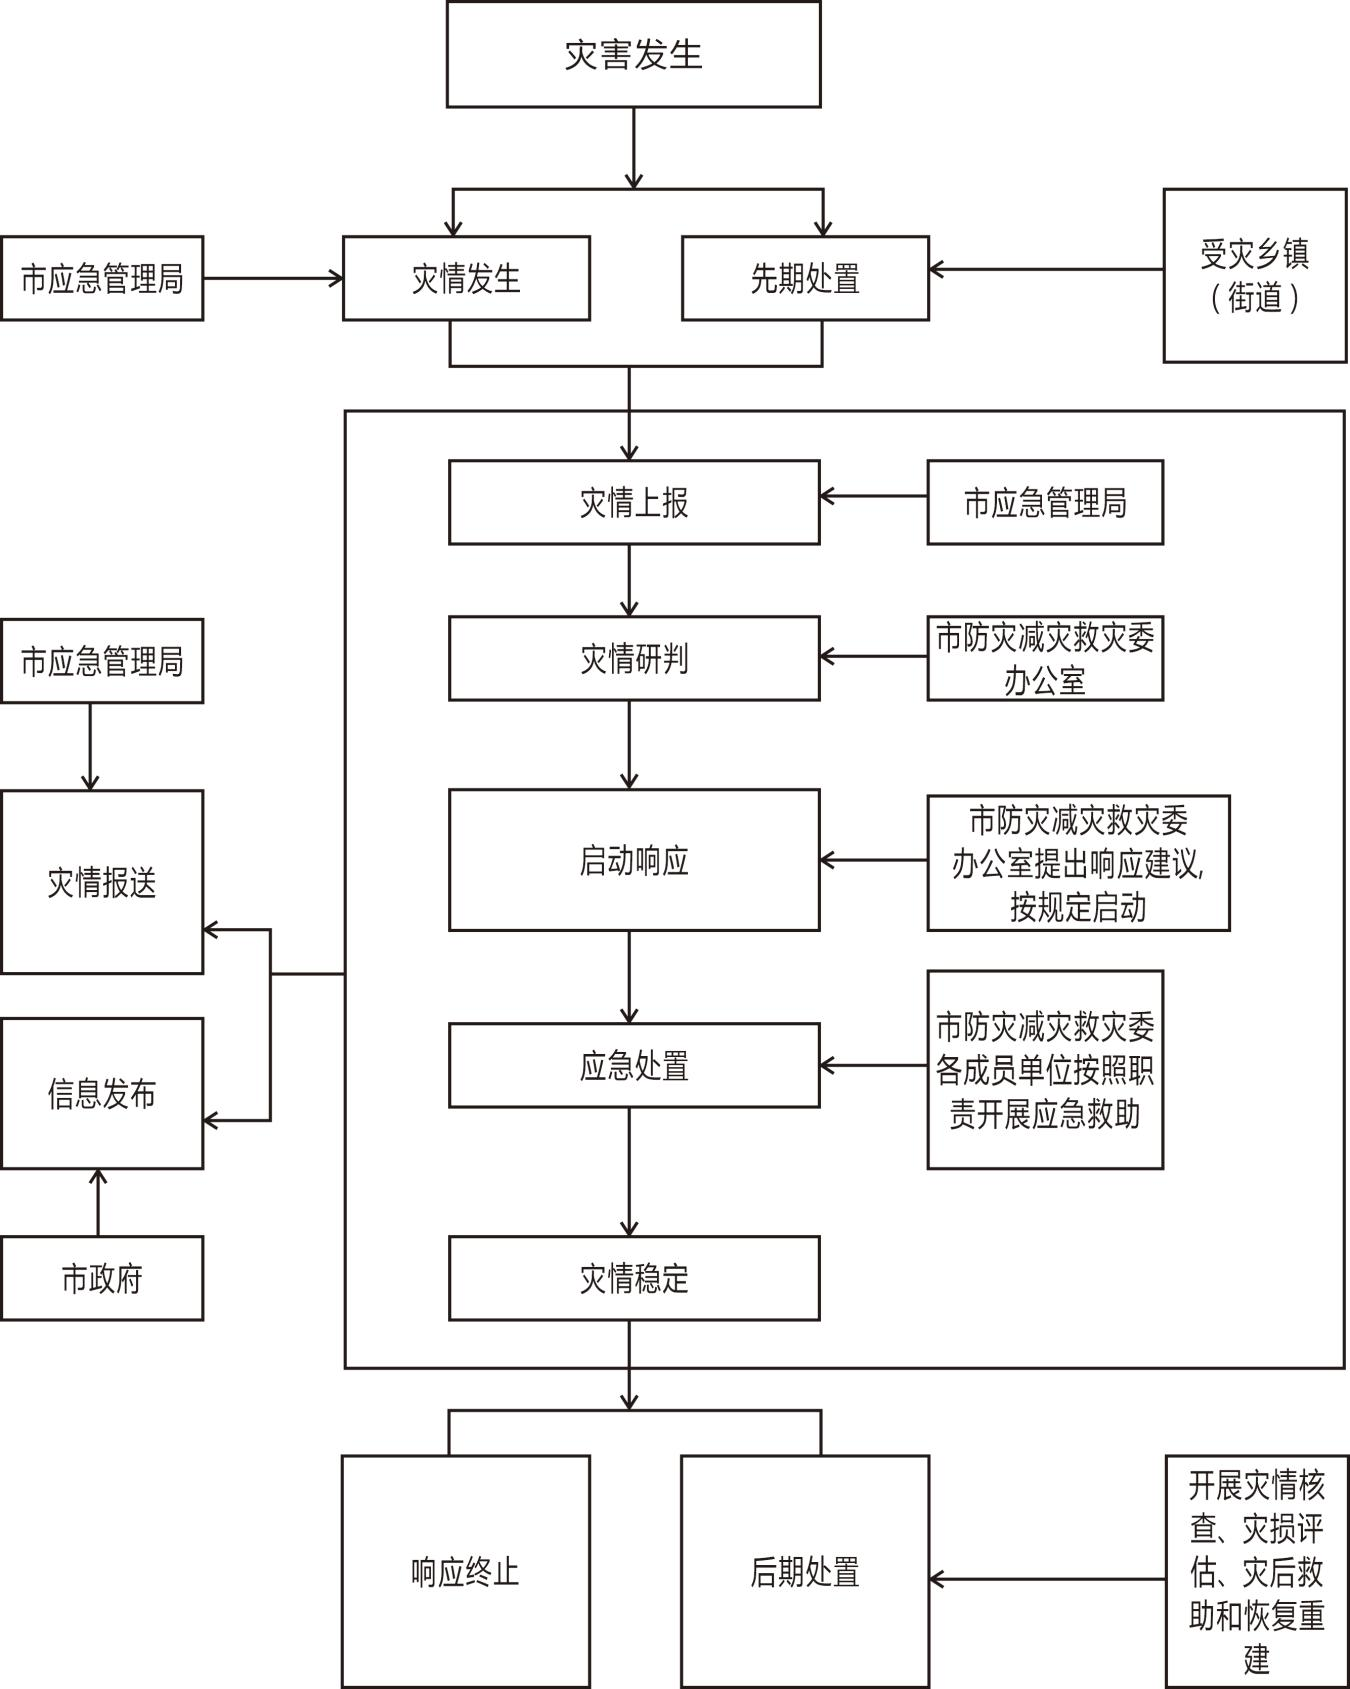 灾害发生
市应急管理局
灾情发生
先期处置
受灾乡镇
（街道）
灾情上报
市应急管理局
灾情研判
市防灾减灾救灾委
办公室
市应急管理局
启动响应
市防灾减灾救灾委
办公室提出响应建议,
按规定启动
灾情报送
应急处置
市防灾减灾救灾委
各成员单位按照职
责开展应急救助
信息发布
市政府
灾情稳定
响应终止
后期处置
开展灾情核
查、灾损评
估、灾后救
助和恢复重
建